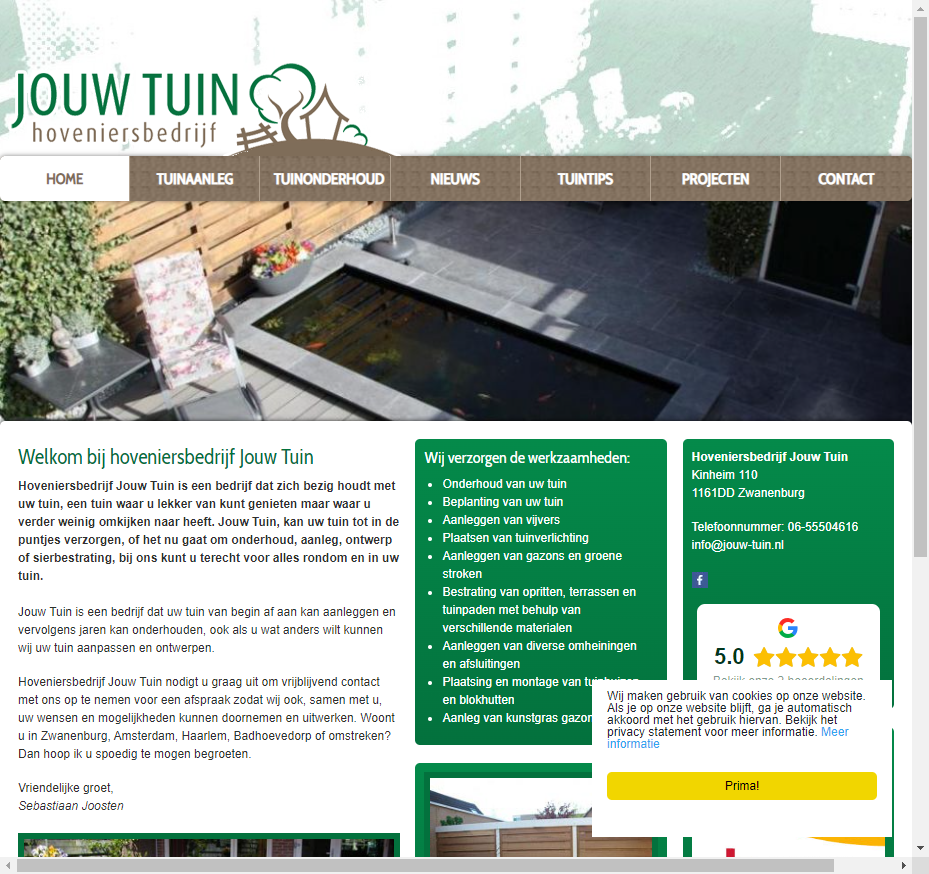 JOUW TUIN
hoveniersbedrijf
HOME
TUINAANLEG
TUINONDERHOUD
NIEUWS
TUINTIPS
PROJECTEN
CONTACT
Welkom bij hoveniersbedrijf Jouw Tuin
Hoveniersbedrijf Jouw Tuin is een bedrijf dat zich bezig houdt met
uw tuin, een tuin waar u lekker van kunt genieten maar waar u
verder weinig omkijken naar heeft. Jouw Tuin, kan uw tuin tot in de
puntjes verzorgen, of het nu gaat om onderhoud, aanleg, ontwerp
of sierbestrating, bij ons kunt u terecht voor alles rondom en in uw
tuin.
Jouw Tuin is een bedrijf dat uw tuin van begin af aan kan aanleggen en
vervolgens jaren kan onderhouden, ook als u wat anders wilt kunnen
wij uw tuin aanpassen en ontwerpen.
Hoveniersbedrijf Jouw Tuin nodigt u graag uit om vrijblijvend contact
met ons op te nemen voor een afspraak zodat wij ook, samen met u,
uw wensen en mogelijkheden kunnen doornemen en uitwerken. Woont
u in Zwanenburg, Amsterdam, Haarlem, Badhoevedorp of omstreken?
Dan hoop ik u spoedig te mogen begroeten.
Vriendelijke groet,
Sebastiaan Joosten
Wij verzorgen de werkzaamheden:
• Onderhoud van uw tuin
• Beplanting van uw tuin
• Aanleggen van vijvers
• Plaatsen van tuinverlichting
• Aanleggen van gazons en groene
stroken
• Bestrating van opritten, terrassen en
tuinpaden met behulp van
verschillende materialen
• Aanleggen van diverse omheiningen
en afsluitingen
• Plaatsing en montage van tuinhuizen
en blokhutten
• Aanleg van kunstgras gazon
Hoveniersbedrijf Jouw Tuin
Kinheim 110
1161DD Zwanenburg
Telefoonnummer: 06-55504616
info@jouw-tuin.nl
f
G
5.0
Bekijk onze 2 beoordelingen
Wij maken gebruik van cookies op onze website.
Als je op onze website blijft, ga je automatisch
akkoord met het gebruik hiervan. Bekijk het
privacy statement voor meer informatie. Meer
informatie
Prima!